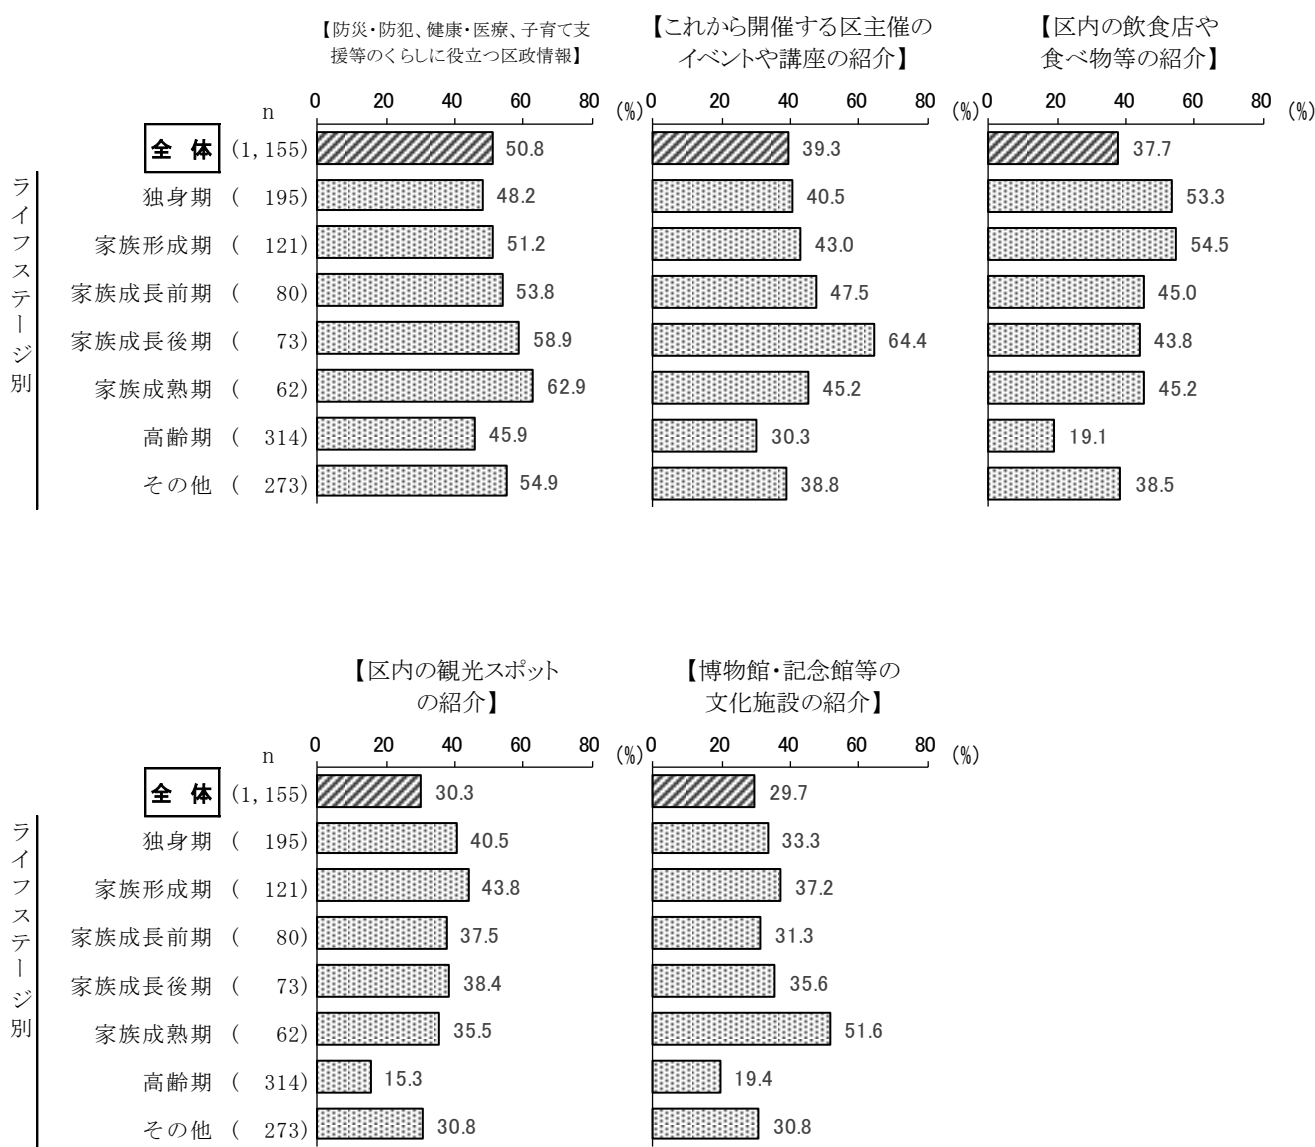 【防災・防犯、健康・医療、子育て支
援等のくらしに役立つ区政情報】
【これから開催する区主催の
イベントや講座の紹介】
【区内の飲食店や
食べ物等の紹介】
n 0 20 40 60 80 (%) 0 20 40 60 80 (%) 0 20 40 60 80 (%)
ライフステージ別
全 体 (1,155) 50.8 39.3 37.7
独身期 ( 195) 48.2 40.5 53.3
家族形成期 ( 121) 51.2 43.0 54.5
家族成長前期 ( 80) 53.8 47.5 45.0
家族成長後期 ( 73) 58.9 64.4 43.8
家族成熟期 ( 62) 62.9 45.2 45.2
高齢期 ( 314) 45.9 30.3 19.1
その他 ( 273) 54.9 38.8 38.5
【区内の観光スポット
の紹介】
【博物館・記念館等の
文化施設の紹介】
n 0 20 40 60 80 (%) 0 20 40 60 80 (%)
ライフステージ別
全 体 (1,155) 30.3 29.7
独身期 ( 195) 40.5 33.3
家族形成期 ( 121) 43.8 37.2
家族成長前期 ( 80) 37.5 31.3
家族成長後期 ( 73) 38.4 35.6
家族成熟期 ( 62) 35.5 51.6
高齢期 ( 314) 15.3 19.4
その他 ( 273) 30.8 30.8